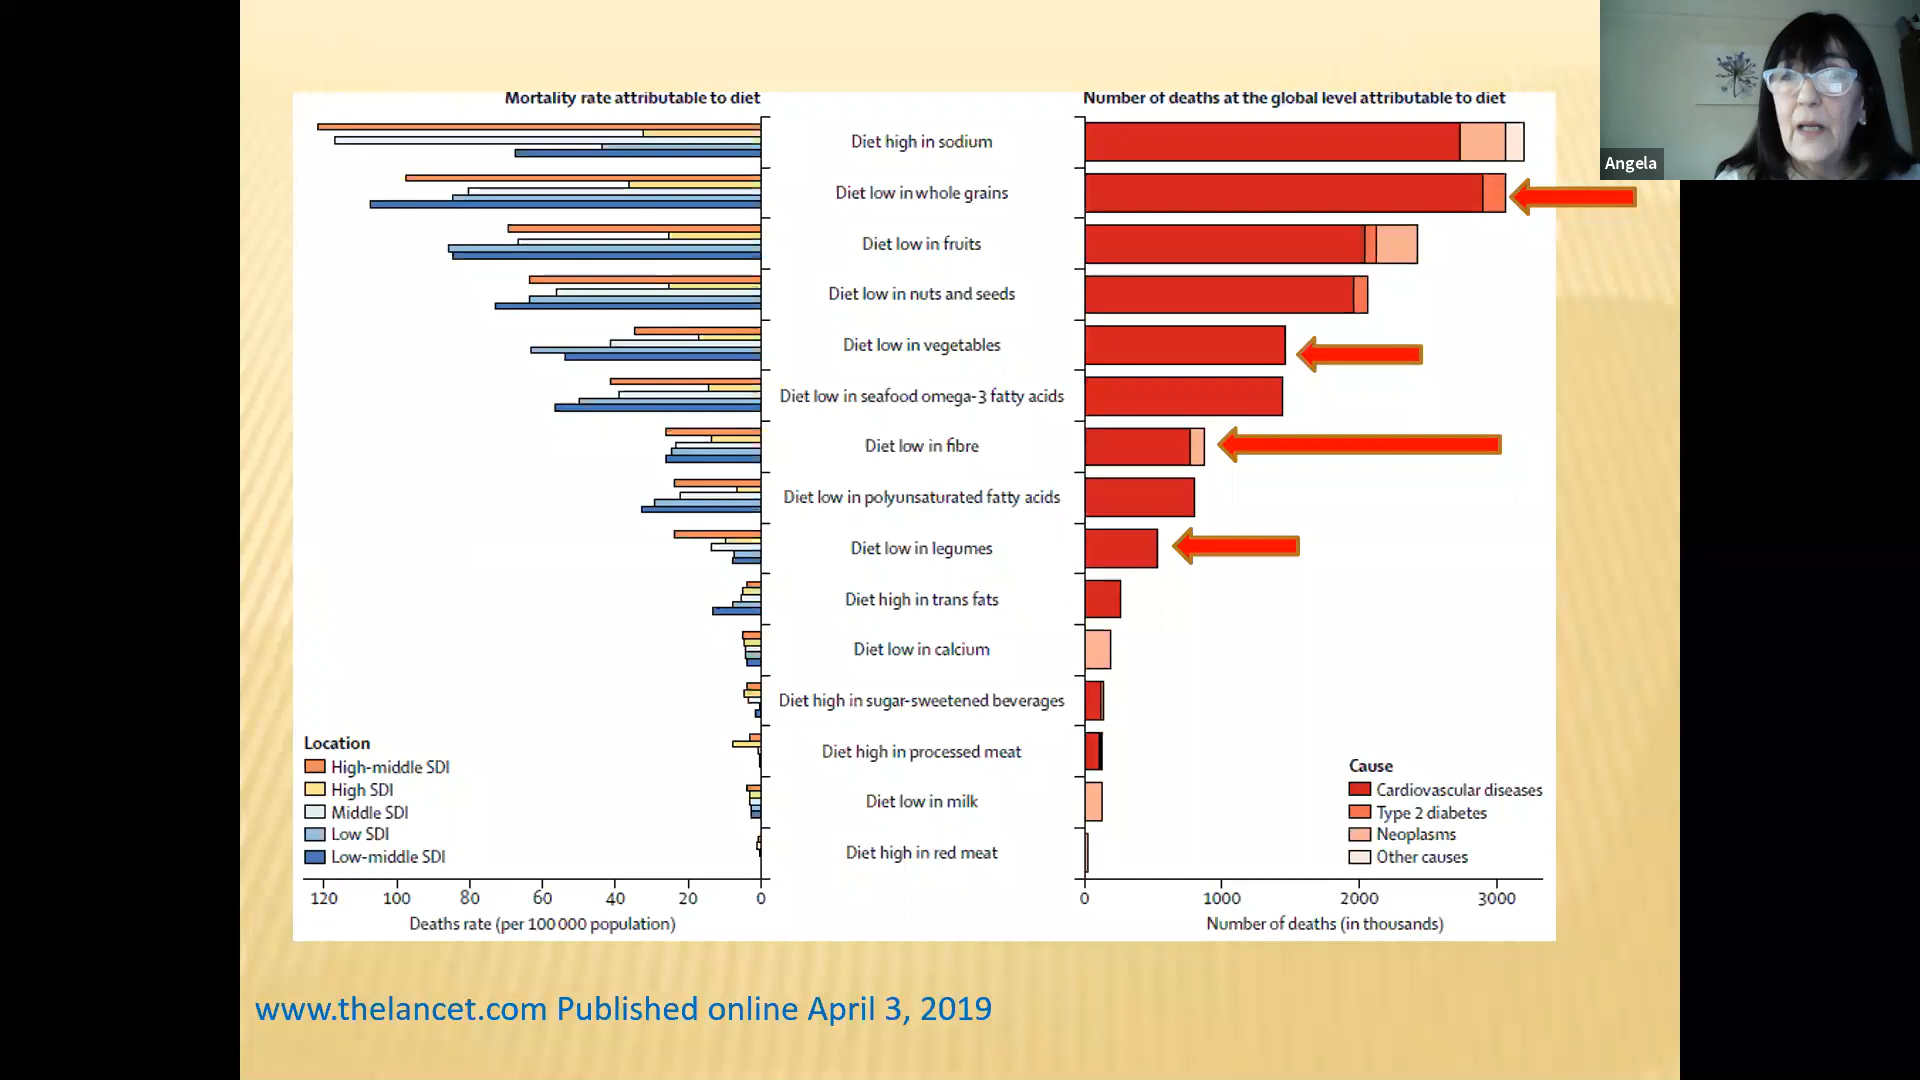 Mortality rate attributable to diet
Number of deaths at the global level attributable to diet
Angela
Diet high in sodium
Diet low in whole grains
Diet low in fruits
Diet low in nuts and seeds
Diet low in vegetables
Diet low in seafood omega-3 fatty acids
Diet low in fibre
Diet low in polyunsaturated fatty acids
Diet low in legumes
Diet high in trans fats
Diet low in calcium
Diet high in sugar-sweetened beverages
Diet high in processed meat
Diet low in milk
Diet high in red meat
Location
High-middle SDI
High SDI
Middle SDI
Low SDI
Low-middle SDI
120 100 80 60 40 20 0
Deaths rate (per 100 000 population)
Cause
Cardiovascular diseases
Type 2 diabetes
Neoplasms
Other causes
0 1000 2000 3000
Number of deaths (in thousands)
www.thelancet.com Published online April 3, 2019